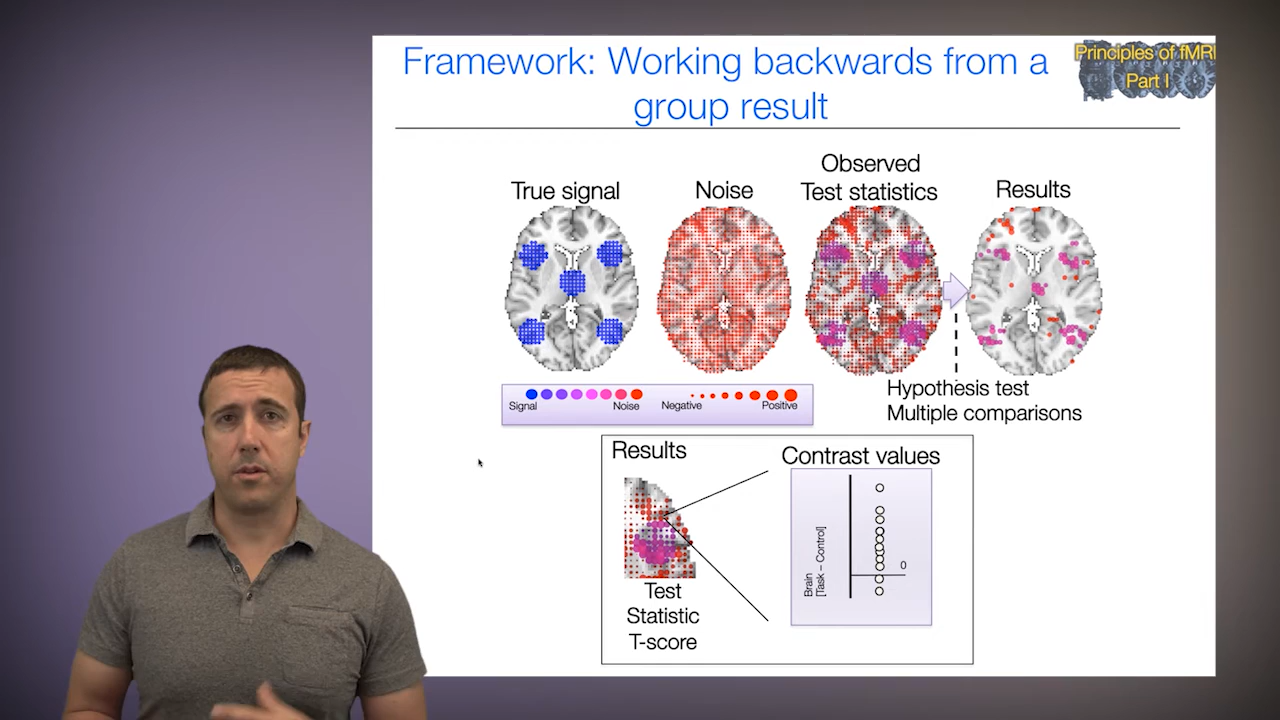 Framework: Working backwards from a
group result
Principles of fMRI
Part I
True signal
Noise
Observed
Test statistics
Results
Signal
Noise
Negative
Positive
Hypothesis test
Multiple comparisons
Results
Contrast values
Brain
[Task – Control]
0
Test
Statistic
T-score